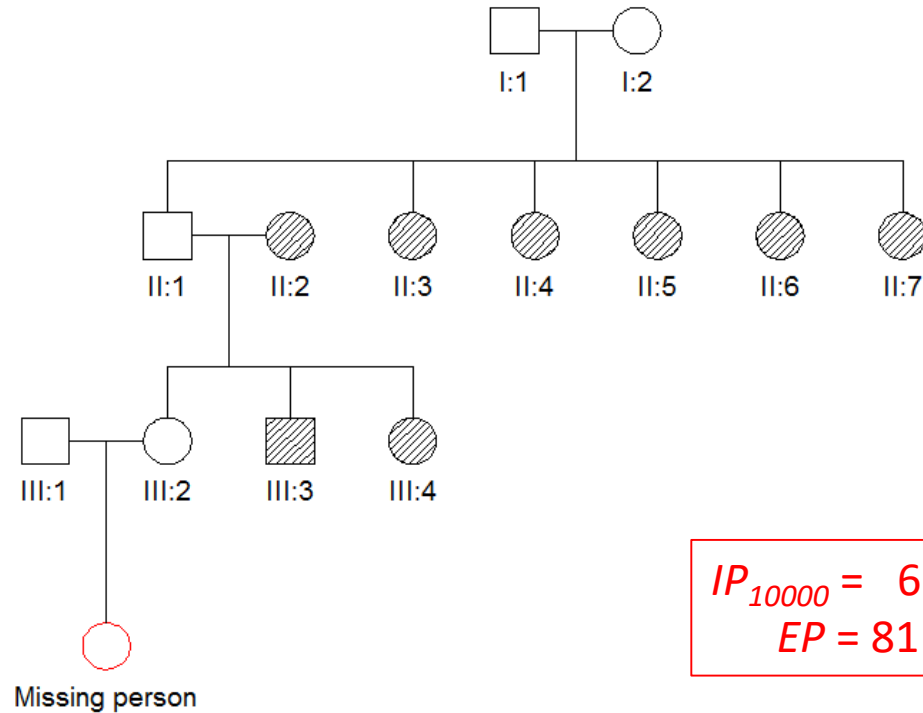 I:1 I:2
II:1 II:2 II:3 II:4 II:5 II:6 II:7
III:1 III:2 III:3 III:4
IP10000 = 6
EP = 81
Missing person